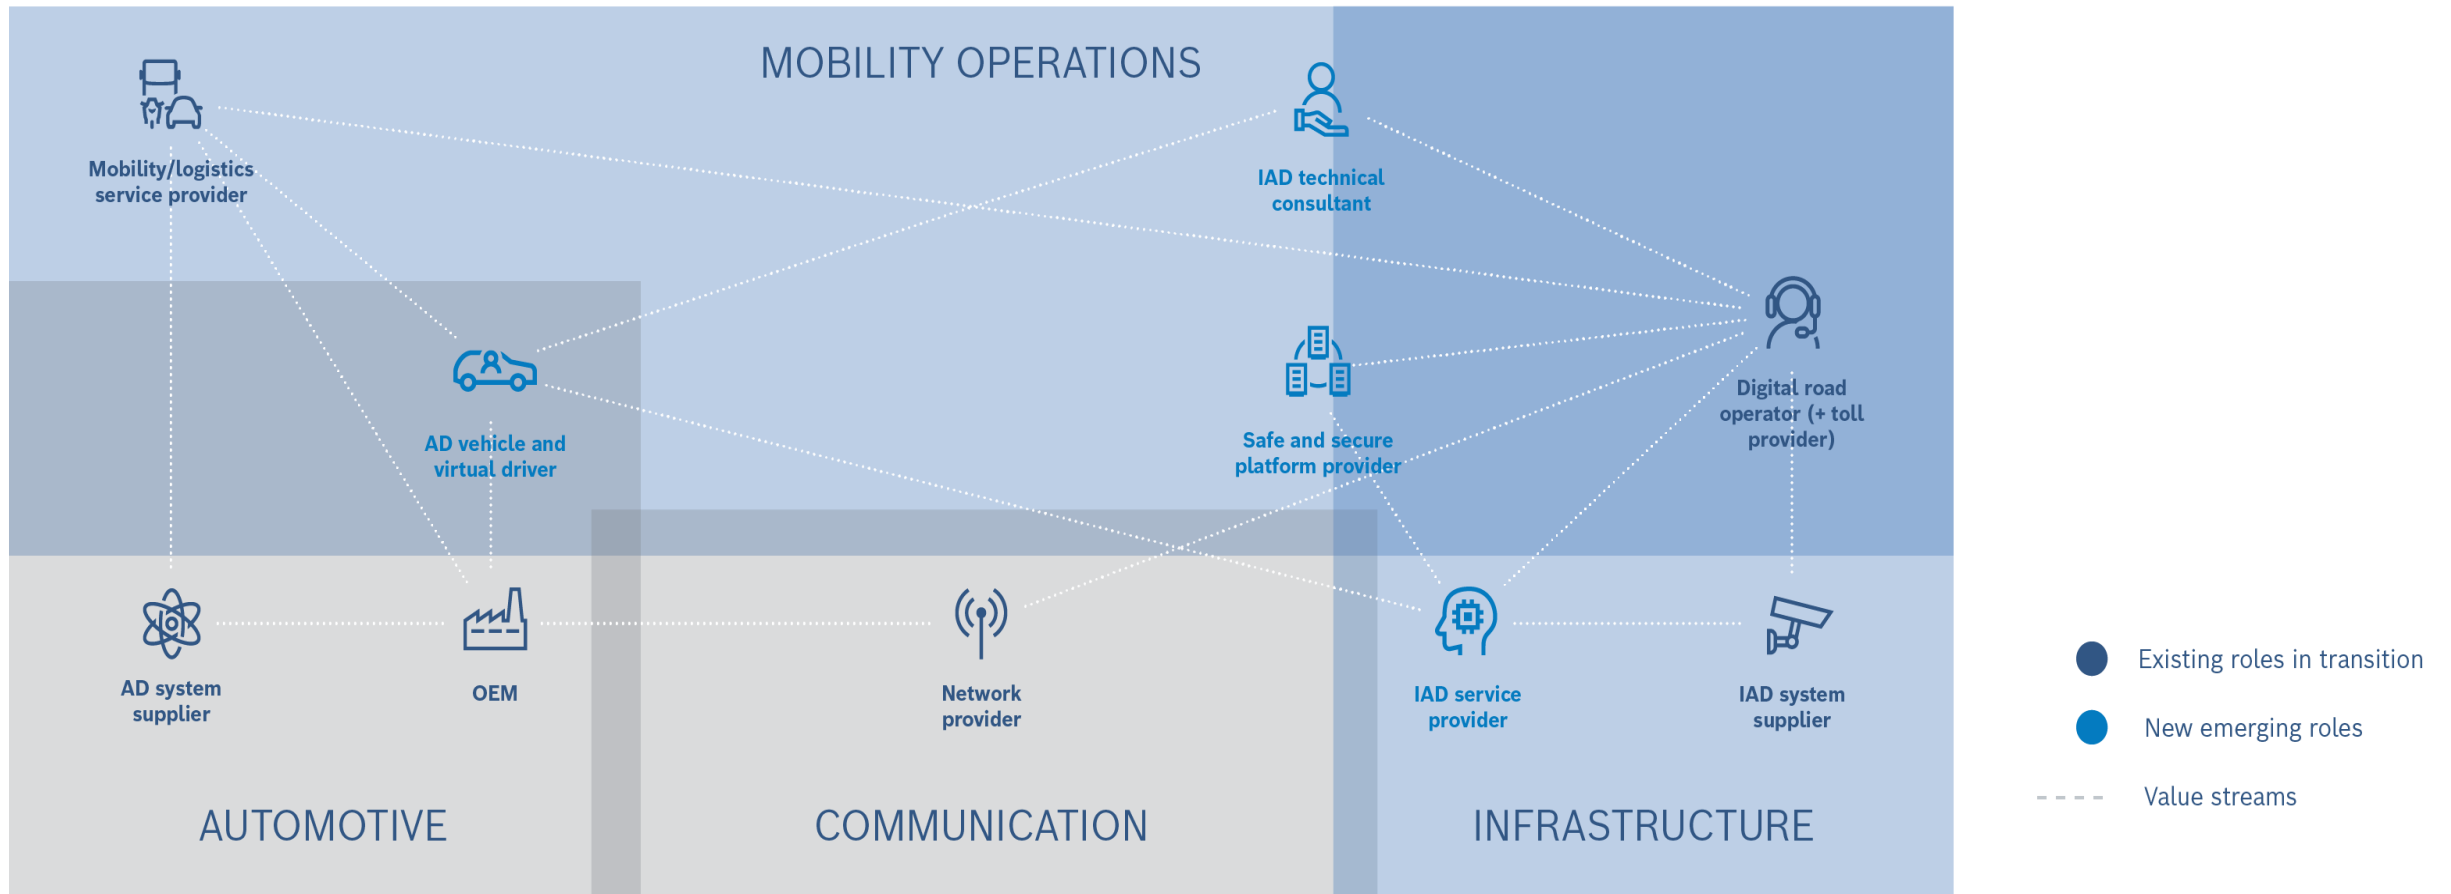 MOBILITY OPERATIONS
Mobility/logistics
service provider
IAD technical
consultant
Digital road
operator (+ toll
provider)
AD vehicle and
virtual driver
Safe and secure
platform provider
AD system
supplier
OEM
Network
provider
IAD service
provider
IAD system
supplier
AUTOMOTIVE
COMMUNICATION
INFRASTRUCTURE
Existing roles in transition
New emerging roles
Value streams